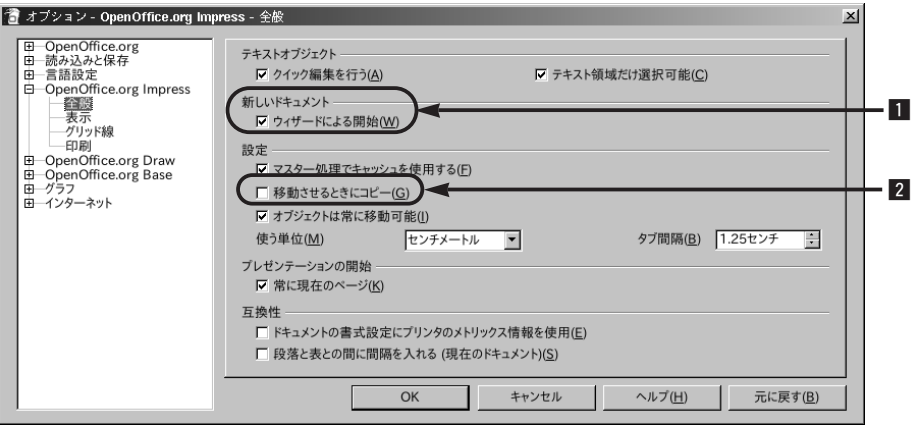 オプション - OpenOffice.org Impress - 全般
OpenOffice.org
読み込みと保存
言語設定
OpenOffice.org Impress
全般
表示
グリッド線
印刷
OpenOffice.org Draw
OpenOffice.org Base
グラフ
インターネット
テキストオブジェクト
クイック編集を行う(A) テキスト領域だけ選択可能(C)
新しいドキュメント
ウィザードによる開始(W)
1
設定
マスター処理でキャッシュを使用する(F)
移動させるときにコピー(G)
2
オブジェクトは常に移動可能(I)
使う単位(M) センチメートル タブ間隔(B) 1.25センチ
プレゼンテーションの開始
常に現在のページ(K)
互換性
ドキュメントの書式設定にプリンタのメトリックス情報を使用(E)
段落と表との間に間隔を入れる (現在のドキュメント)(S)
OK キャンセル ヘルプ(H) 元に戻す(B)